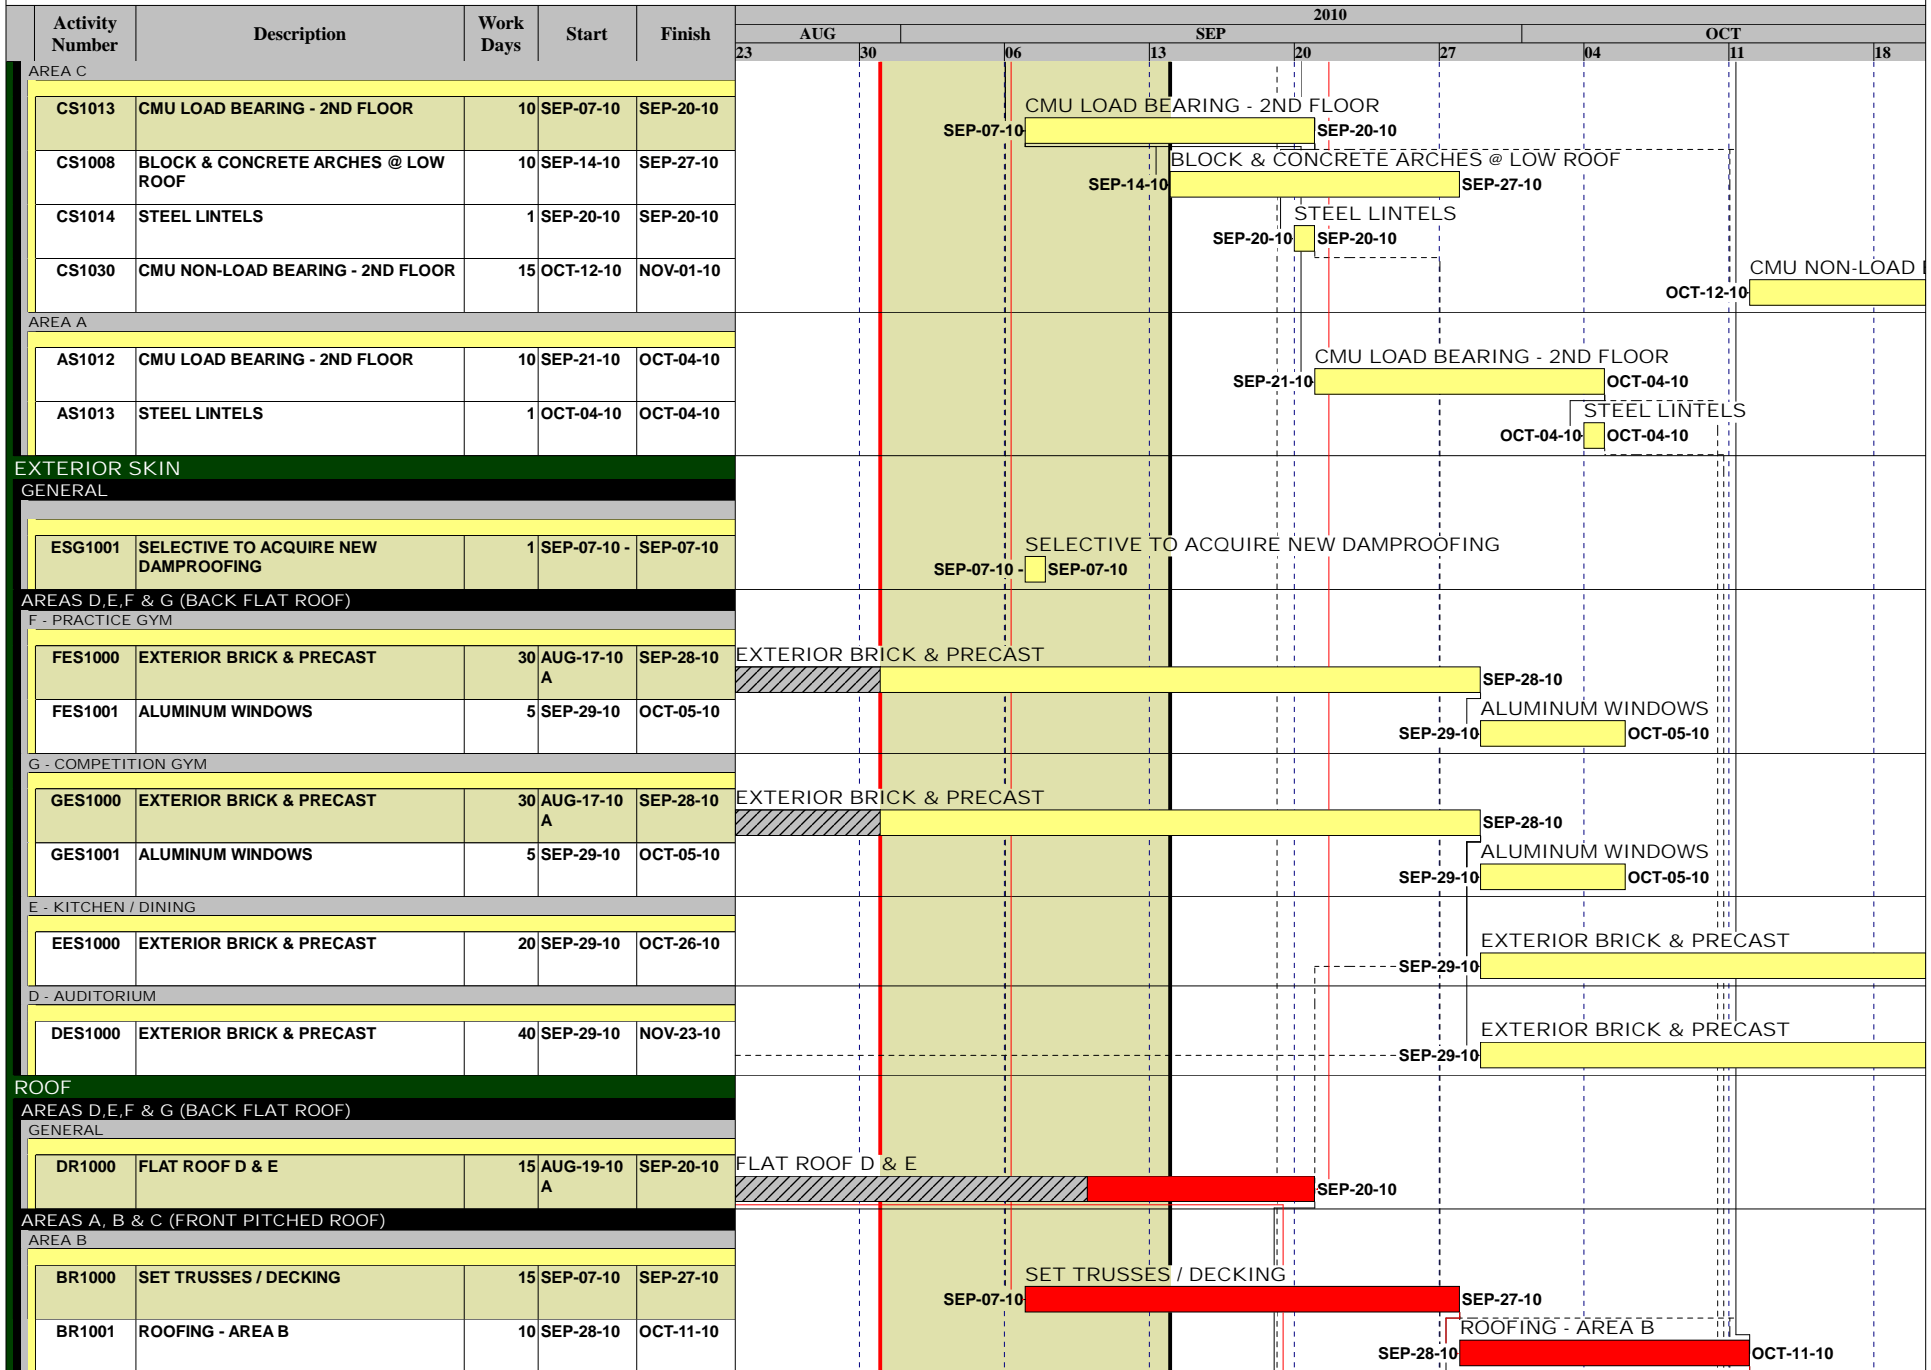 2010
Activity Number Description Work Days Start Finish AUG SEP OCT
23 30 06 13 20 27 04 11 18
AREA C
CS1013 CMU LOAD BEARING - 2ND FLOOR 10 SEP-07-10 SEP-20-10 CMU LOAD BEARING - 2ND FLOOR
SEP-07-10 SEP-20-10
CS1008 BLOCK & CONCRETE ARCHES @ LOW ROOF 10 SEP-14-10 SEP-27-10 BLOCK & CONCRETE ARCHES @ LOW ROOF
SEP-14-10 SEP-27-10
CS1014 STEEL LINTELS 1 SEP-20-10 SEP-20-10 STEEL LINTELS
SEP-20-10 SEP-20-10
CS1030 CMU NON-LOAD BEARING - 2ND FLOOR 15 OCT-12-10 NOV-01-10 CMU NON-LOAD
OCT-12-10
AREA A
AS1012 CMU LOAD BEARING - 2ND FLOOR 10 SEP-21-10 OCT-04-10 CMU LOAD BEARING - 2ND FLOOR
SEP-21-10 OCT-04-10
AS1013 STEEL LINTELS 1 OCT-04-10 OCT-04-10 STEEL LINTELS
OCT-04-10 OCT-04-10
EXTERIOR SKIN
GENERAL
ESG1001 SELECTIVE TO ACQUIRE NEW DAMPROOFING 1 SEP-07-10 - SEP-07-10 SELECTIVE TO ACQUIRE NEW DAMPROOFING
SEP-07-10 - SEP-07-10
AREAS D,E,F & G (BACK FLAT ROOF)
F - PRACTICE GYM
FES1000 EXTERIOR BRICK & PRECAST 30 AUG-17-10 A SEP-28-10 EXTERIOR BRICK & PRECAST
SEP-28-10
FES1001 ALUMINUM WINDOWS 5 SEP-29-10 OCT-05-10 ALUMINUM WINDOWS
SEP-29-10 OCT-05-10
G - COMPETITION GYM
GES1000 EXTERIOR BRICK & PRECAST 30 AUG-17-10 A SEP-28-10 EXTERIOR BRICK & PRECAST
SEP-28-10
GES1001 ALUMINUM WINDOWS 5 SEP-29-10 OCT-05-10 ALUMINUM WINDOWS
SEP-29-10 OCT-05-10
E - KITCHEN / DINING
EES1000 EXTERIOR BRICK & PRECAST 20 SEP-29-10 OCT-26-10 EXTERIOR BRICK & PRECAST
SEP-29-10
D - AUDITORIUM
DES1000 EXTERIOR BRICK & PRECAST 40 SEP-29-10 NOV-23-10 EXTERIOR BRICK & PRECAST
SEP-29-10
ROOF
AREAS D,E,F & G (BACK FLAT ROOF)
GENERAL
DR1000 FLAT ROOF D & E 15 AUG-19-10 A SEP-20-10 FLAT ROOF D & E
SEP-20-10
AREAS A, B & C (FRONT PITCHED ROOF)
AREA B
BR1000 SET TRUSSES / DECKING 15 SEP-07-10 SEP-27-10 SET TRUSSES / DECKING
SEP-07-10 SEP-27-10
BR1001 ROOFING - AREA B 10 SEP-28-10 OCT-11-10 ROOFING - AREA B
SEP-28-10 OCT-11-10